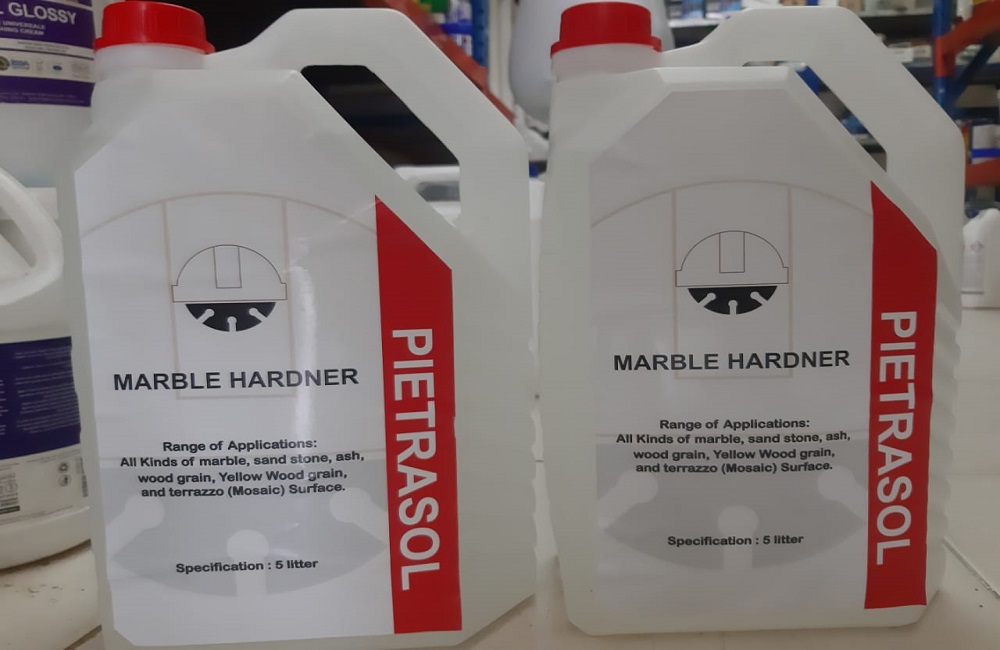 GLOSSY
MARBLE HARDNER
Range of Applications:
All Kinds of marble, sand stone, ash,
wood grain, Yellow Wood grain,
and terrazzo (Mosaic) Surface.
Specification : 5 litter
PIETRASOL
MARBLE HARDNER
Range of Applications:
All Kinds of marble, sand stone, ash,
wood grain, Yellow Wood grain,
and terrazzo (Mosaic) Surface.
Specification : 5 litter
PIETRASOL